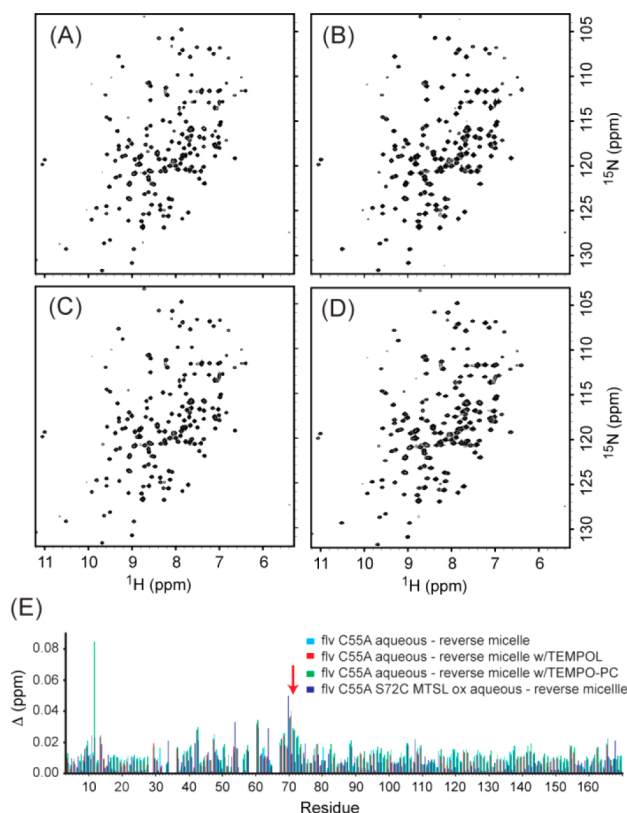 (A)
(B)
105
110
115
120
125
130
15N (ppm)
(C)
(D)
105
110
115
120
125
130
15N (ppm)
11 10 9 8 7 6
1H (ppm)
11 10 9 8 7 6
1H (ppm)
(E)
flv C55A aqueous - reverse micelle
flv C55A aqueous - reverse micelle w/TEMPOL
flv C55A aqueous - reverse micelle w/TEMPO-PC
flv C55A S72C MTSL ox aqueous - reverse micellle
0.08
0.06
0.04
0.02
0.00
Δ (ppm)
10 20 30 40 50 60 70 80 90 100 110 120 130 140 150 160
Residue